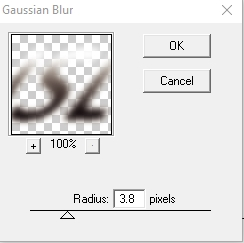 Gaussian Blur
OK
Cancel
+ 100% -
Radius: 3.8 pixels